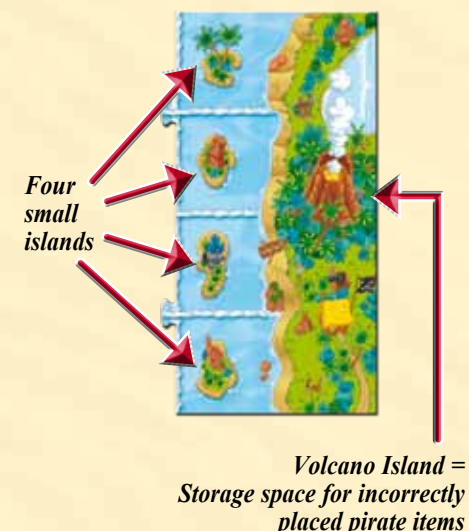 Four
small
islands
Volcano Island =
Storage space for incorrectly
placed pirate items